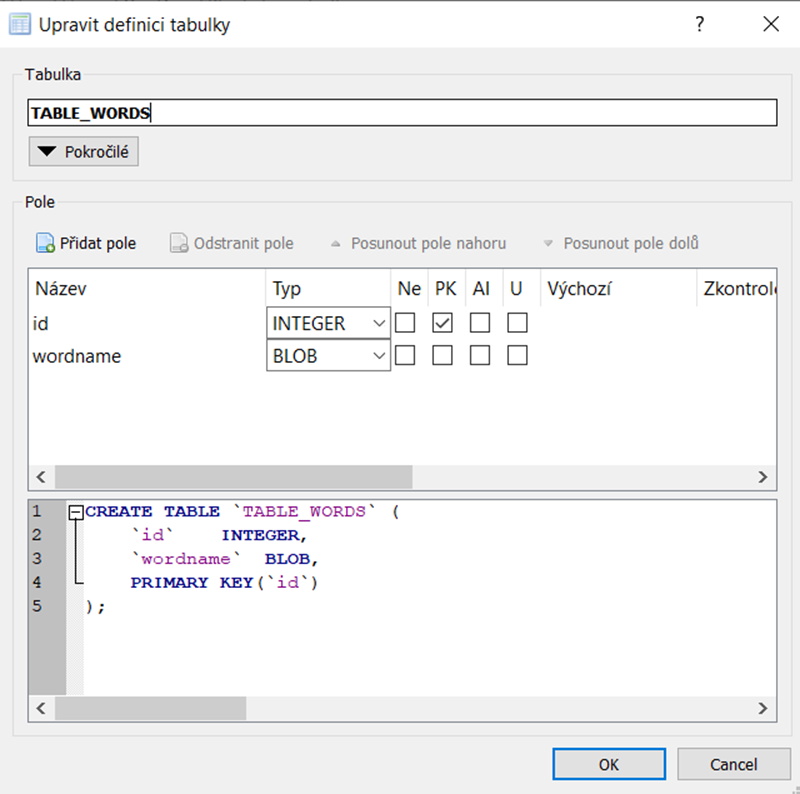 Upravit definici tabulky ?
Tabulka
TABLE_WORDS
Pokročilé
Pole
Přidat pole Odstranit pole Posunout pole nahoru Posunout pole dolů
Název Typ Ne PK AI U Výchozí Zkontrol
id INTEGER
wordname BLOB
1 CREATE TABLE `TABLE_WORDS` (
2 `id` INTEGER,
3 `wordname` BLOB,
4 PRIMARY KEY(`id`)
5 );
OK Cancel